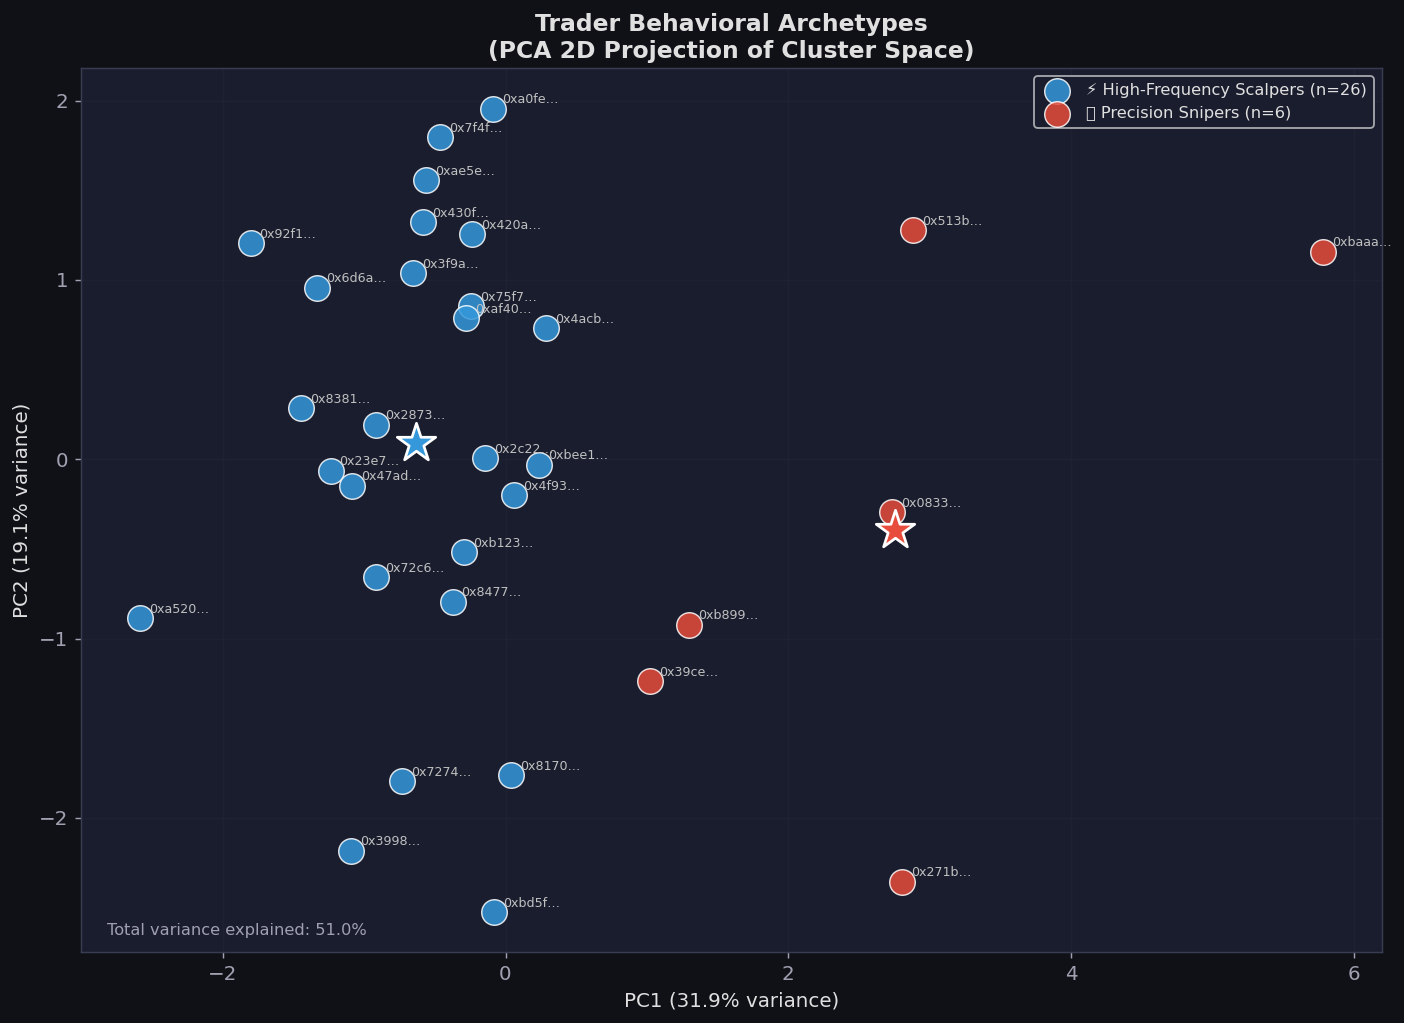 Trader Behavioral Archetypes
(PCA 2D Projection of Cluster Space)
⚡ High-Frequency Scalpers (n=26)
Precision Snipers (n=6)
0xa0fe...
0x7f4f...
0xae5e...
0x430f...
0x420a...
0x92f1...
0x3f9a...
0x6d6a...
0x75f7...
0xaf40...
0x4acb...
0x513b...
0xbaaa...
0x8381...
0x2873...
0x2c22...
0xbee1...
0x23e7...
0x47ad...
0x4f93...
0x0833...
0xb123...
0x72c6...
0x8477...
0xa520...
0xb899...
0x39ce...
0x7274...
0x8170...
0x3998...
0x271b...
0xbd5f...
Total variance explained: 51.0%
2
1
0
−1
−2
PC2 (19.1% variance)
−2
0
2
4
6
PC1 (31.9% variance)